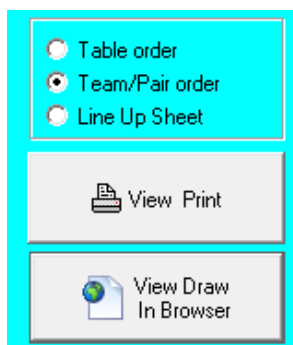 Table order
Team/Pair order
Line Up Sheet
View Print
View Draw
In Browser